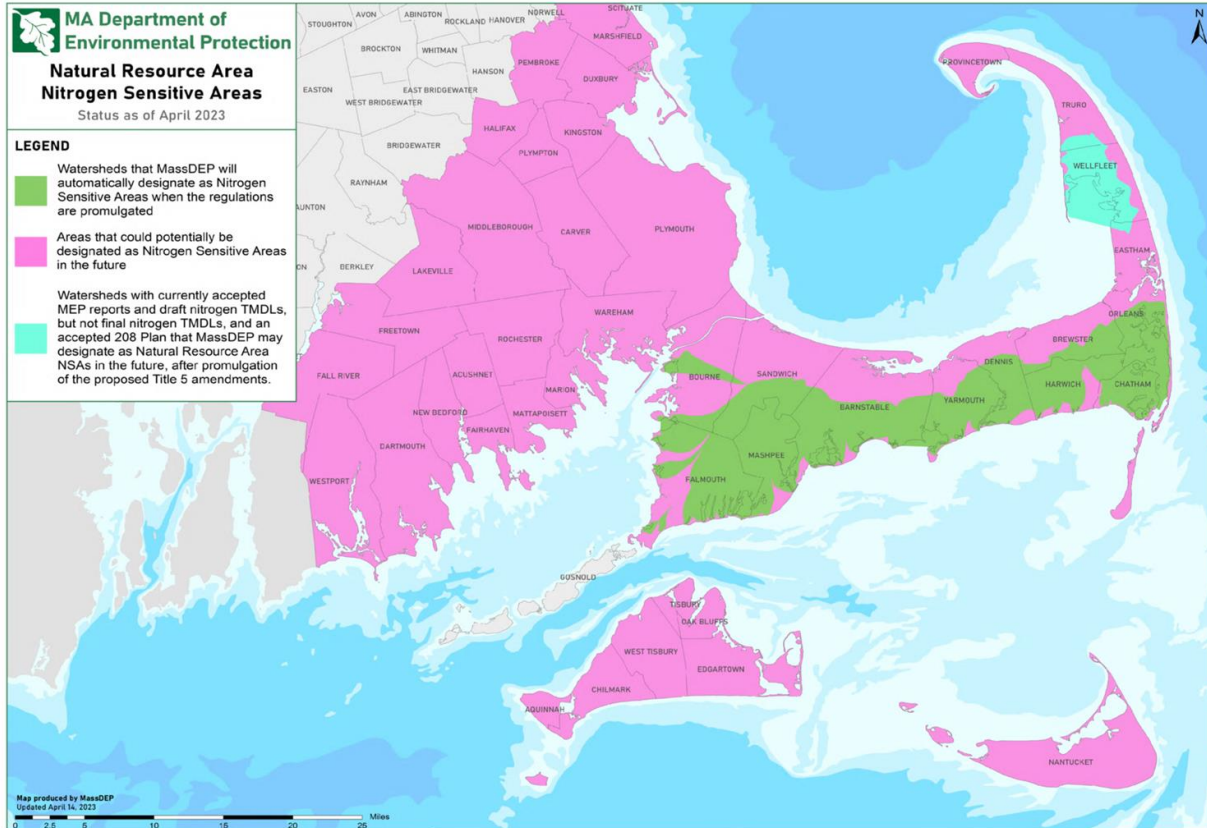 MA Department of
Environmental Protection
Natural Resource Area
Nitrogen Sensitive Areas
Status as of April 2023
LEGEND
Watersheds that MassDEP will
automatically designate as Nitrogen
Sensitive Areas when the regulations
are promulgated
Areas that could potentially be
designated as Nitrogen Sensitive Areas
in the future
Watersheds with currently accepted
MEP reports and draft nitrogen TMDLs,
but not final nitrogen TMDLs, and an
accepted 208 Plan that MassDEP may
designate as Natural Resource Area
NSAs in the future, after promulgation
of the proposed Title 5 amendments.
N
STOUGHTON
AVON
ABINGTON
ROCKLAND
HANOVER
NORWELL
SCITUATE
BROCKTON
WHITMAN
MARSHFIELD
HANSON
PEMBROKE
DUXBURY
EASTON
EAST BRIDGEWATER
WEST BRIDGEWATER
HALIFAX
KINGSTON
BRIDGEWATER
PLYMPTON
RAYNHAM
AUNTON
MIDDLEBOROUGH
CARVER
PLYMOUTH
BERKLEY
LAKEVILLE
FREETOWN
ROCHESTER
WAREHAM
FALL RIVER
ACUSHNET
MARION
NEW BEDFORD
MATTAPOISETT
FAIRHAVEN
DARTMOUTH
WESTPORT
PROVINCETOWN
TRURO
WELLFLEET
EASTHAM
ORLEANS
BREWSTER
DENNIS
HARWICH
CHATHAM
BOURNE
SANDWICH
BARNSTABLE
YARMOUTH
MASHPEE
FALMOUTH
GOSNOLD
TISBURY
OAK BLUFFS
WEST TISBURY
EDGARTOWN
CHILMARK
AQUINNAH
NANTUCKET
Map produced by MassDEP
Updated April 14, 2023
0 2.5 5 10 15 20 25 Miles